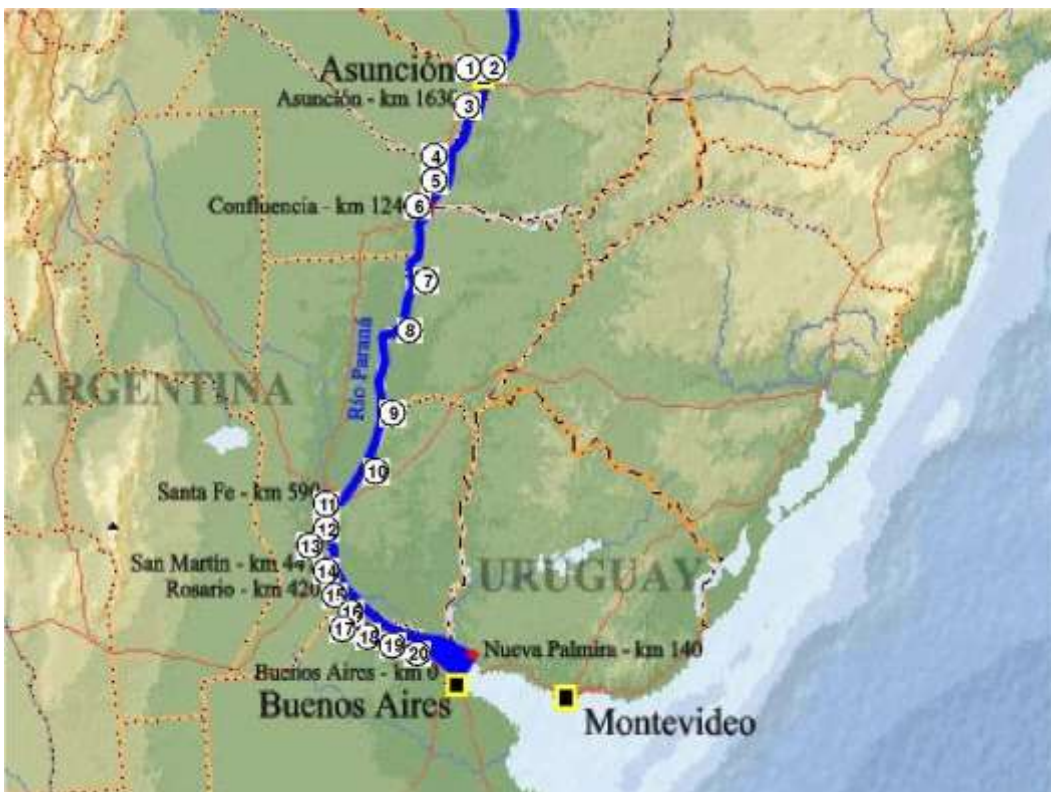 Asunción 1 2
Asunción - km 1630
3
4
5
Confluencia - km 124
6
7
8
Río Paraná
ARGENTINA
9
10
Santa Fe - km 590
11
12
13
San Martín - km 44
14
Rosario - km 420
15
16
17
18
19
20
URUGUAY
Nueva Palmira - km 140
Buenos Aires - km 0
Buenos Aires
Montevideo